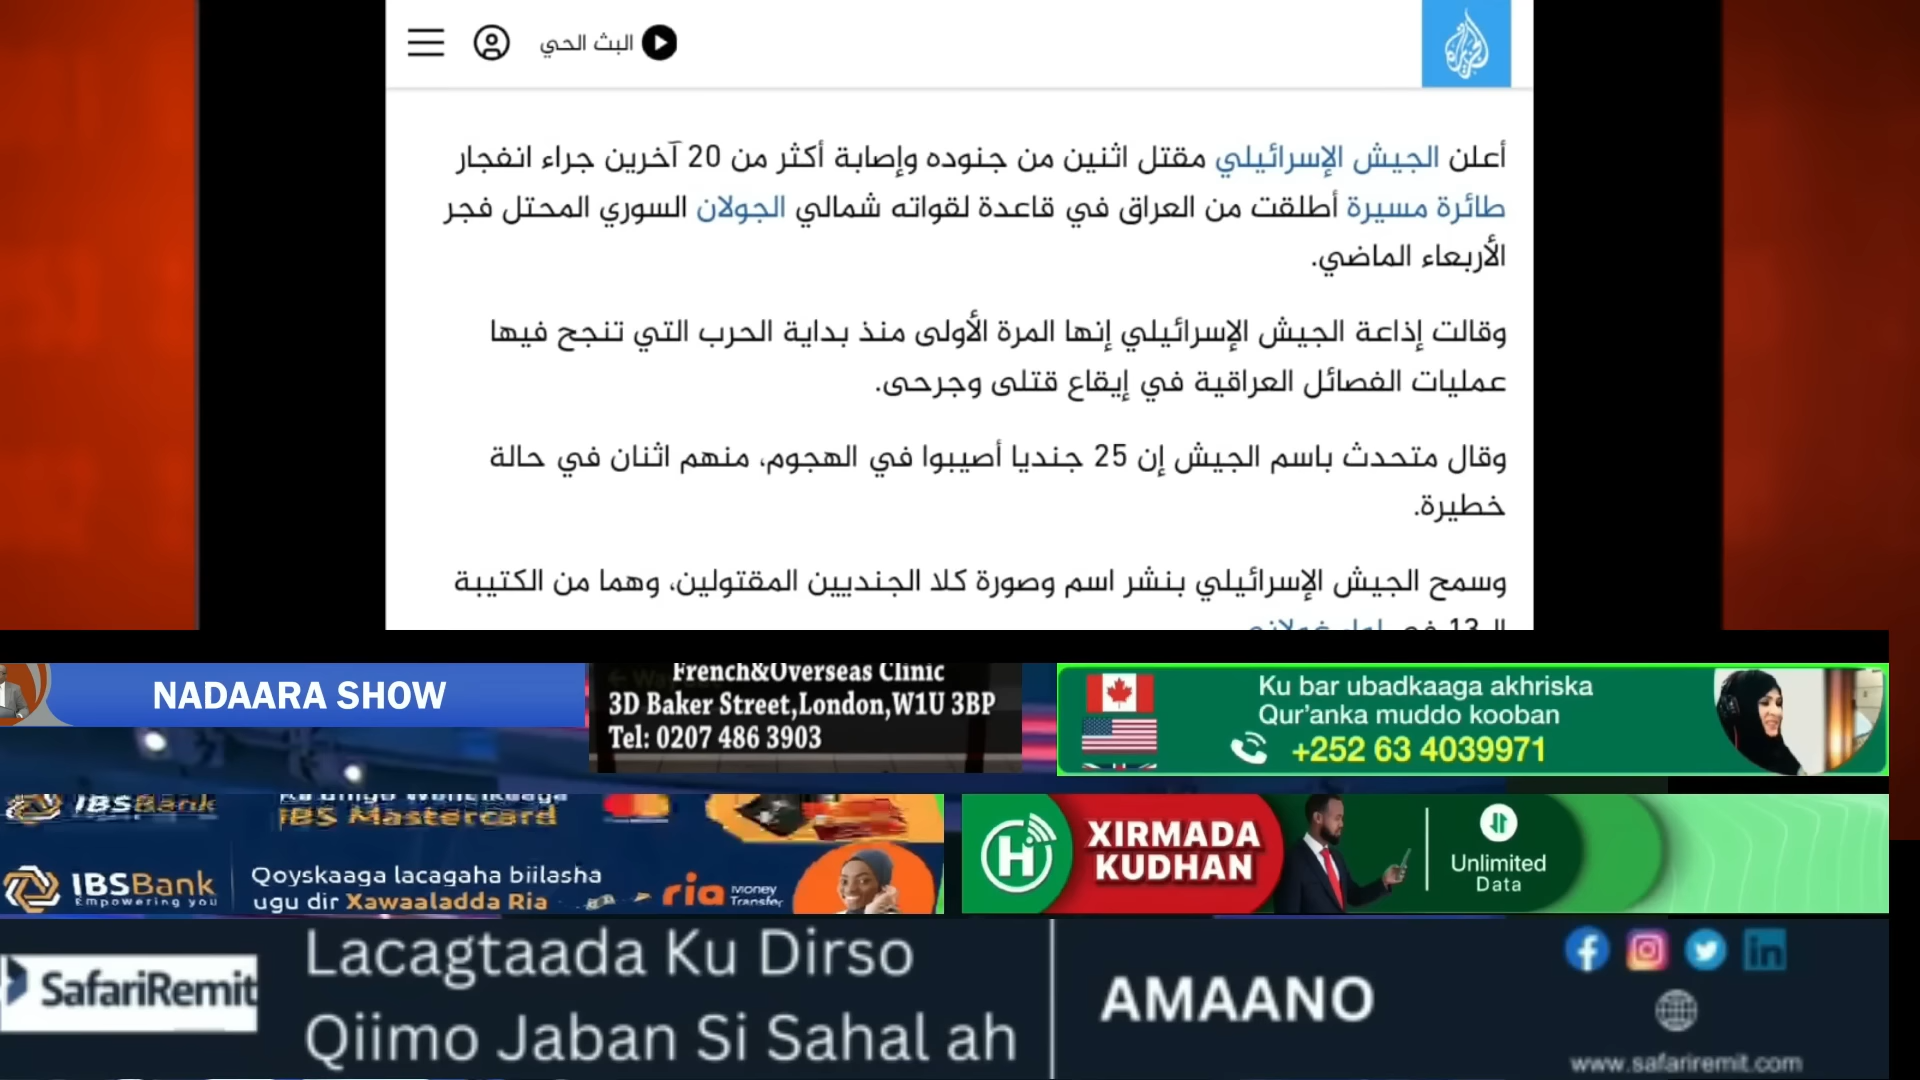 البث الحي
أعلن الجيش الإسرائيلي مقتل اثنين من جنوده وإصابة أكثر من 20 آخرين جراء انفجار
طائرة مسيرة أطلقت من العراق في قاعدة لقواته شمالي الجولان السوري المحتل فجر
الأربعاء الماضي.
وقالت إذاعة الجيش الإسرائيلي إنها المرة الأولى منذ بداية الحرب التي تنجح فيها
عمليات الفصائل العراقية في إيقاع قتلى وجرحى.
وقال متحدث باسم الجيش إن 25 جنديا أصيبوا في الهجوم، منهم اثنان في حالة
خطيرة.
وسمح الجيش الإسرائيلي بنشر اسم وصورة كلا الجنديين المقتولين، وهما من الكتيبة
NADAARA SHOW
French&Overseas Clinic
3D Baker Street,London,W1U 3BP
Tel: 0207 486 3903
Ku bar ubadkaaga akhriska
Qur'anka muddo kooban
+252 63 4039971
IBSBank
IBS Mastercard
IBSBank
Empowering you
Qoyskaaga lacagaha biilasha
ugu dir Xawaaladda Ria
ria Money
Transfer
H
XIRMADA
KUDHAN
Unlimited
Data
SafariRemit
Lacagtaada Ku Dirso
Qiimo Jaban Si Sahal ah
AMAANO
www.safariremit.com